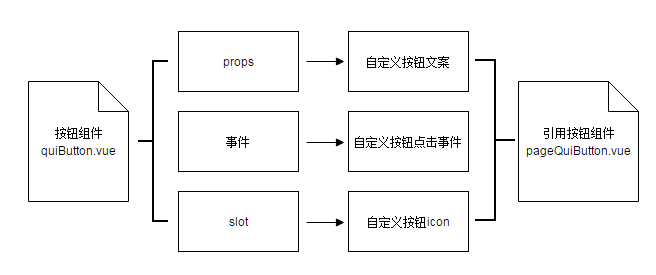 按钮组件
quiButton.vue
props
自定义按钮文案
事件
自定义按钮点击事件
slot
自定义按钮icon
引用按钮组件
pageQuiButton.vue